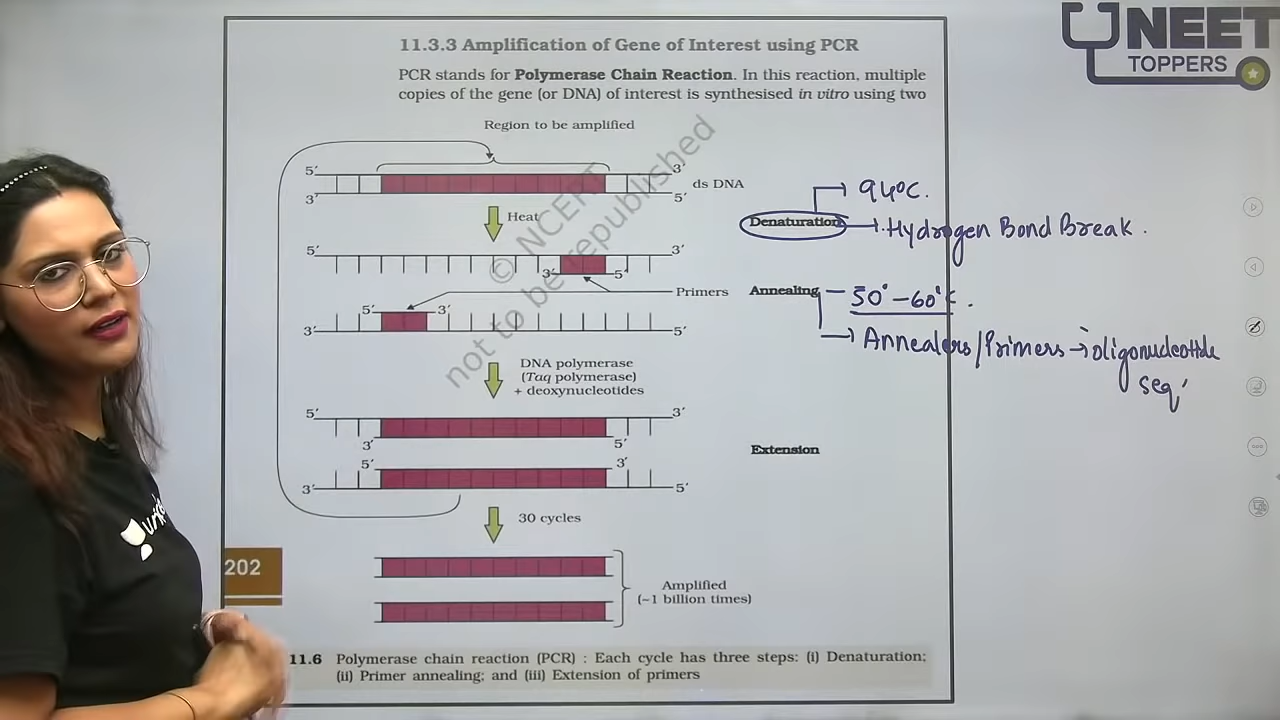 NEET
TOPPERS
11.3.3 Amplification of Gene of Interest using PCR
PCR stands for Polymerase Chain Reaction. In this reaction, multiple
copies of the gene (or DNA) of interest is synthesised in vitro using two
Region to be amplified
5′ 3′
3′ 5′
ds DNA
Heat
5′ 3′
3′ 5′
Primers
5′ 3′
3′ 5′
DNA polymerase
(Taq polymerase)
+ deoxynucleotides
5′ 3′
3′ 5′
5′ 3′
3′ 5′
30 cycles
Amplified
(~1 billion times)
202
11.6 Polymerase chain reaction (PCR) : Each cycle has three steps: (i) Denaturation;
(ii) Primer annealing; and (iii) Extension of primers
© NCERT
not to be republished
94°C.
Denaturation → Hydrogen Bond Break.
Annealing – 50° – 60°C.
→ Annealers/Primers → oligonucleotide
seq'
Extension